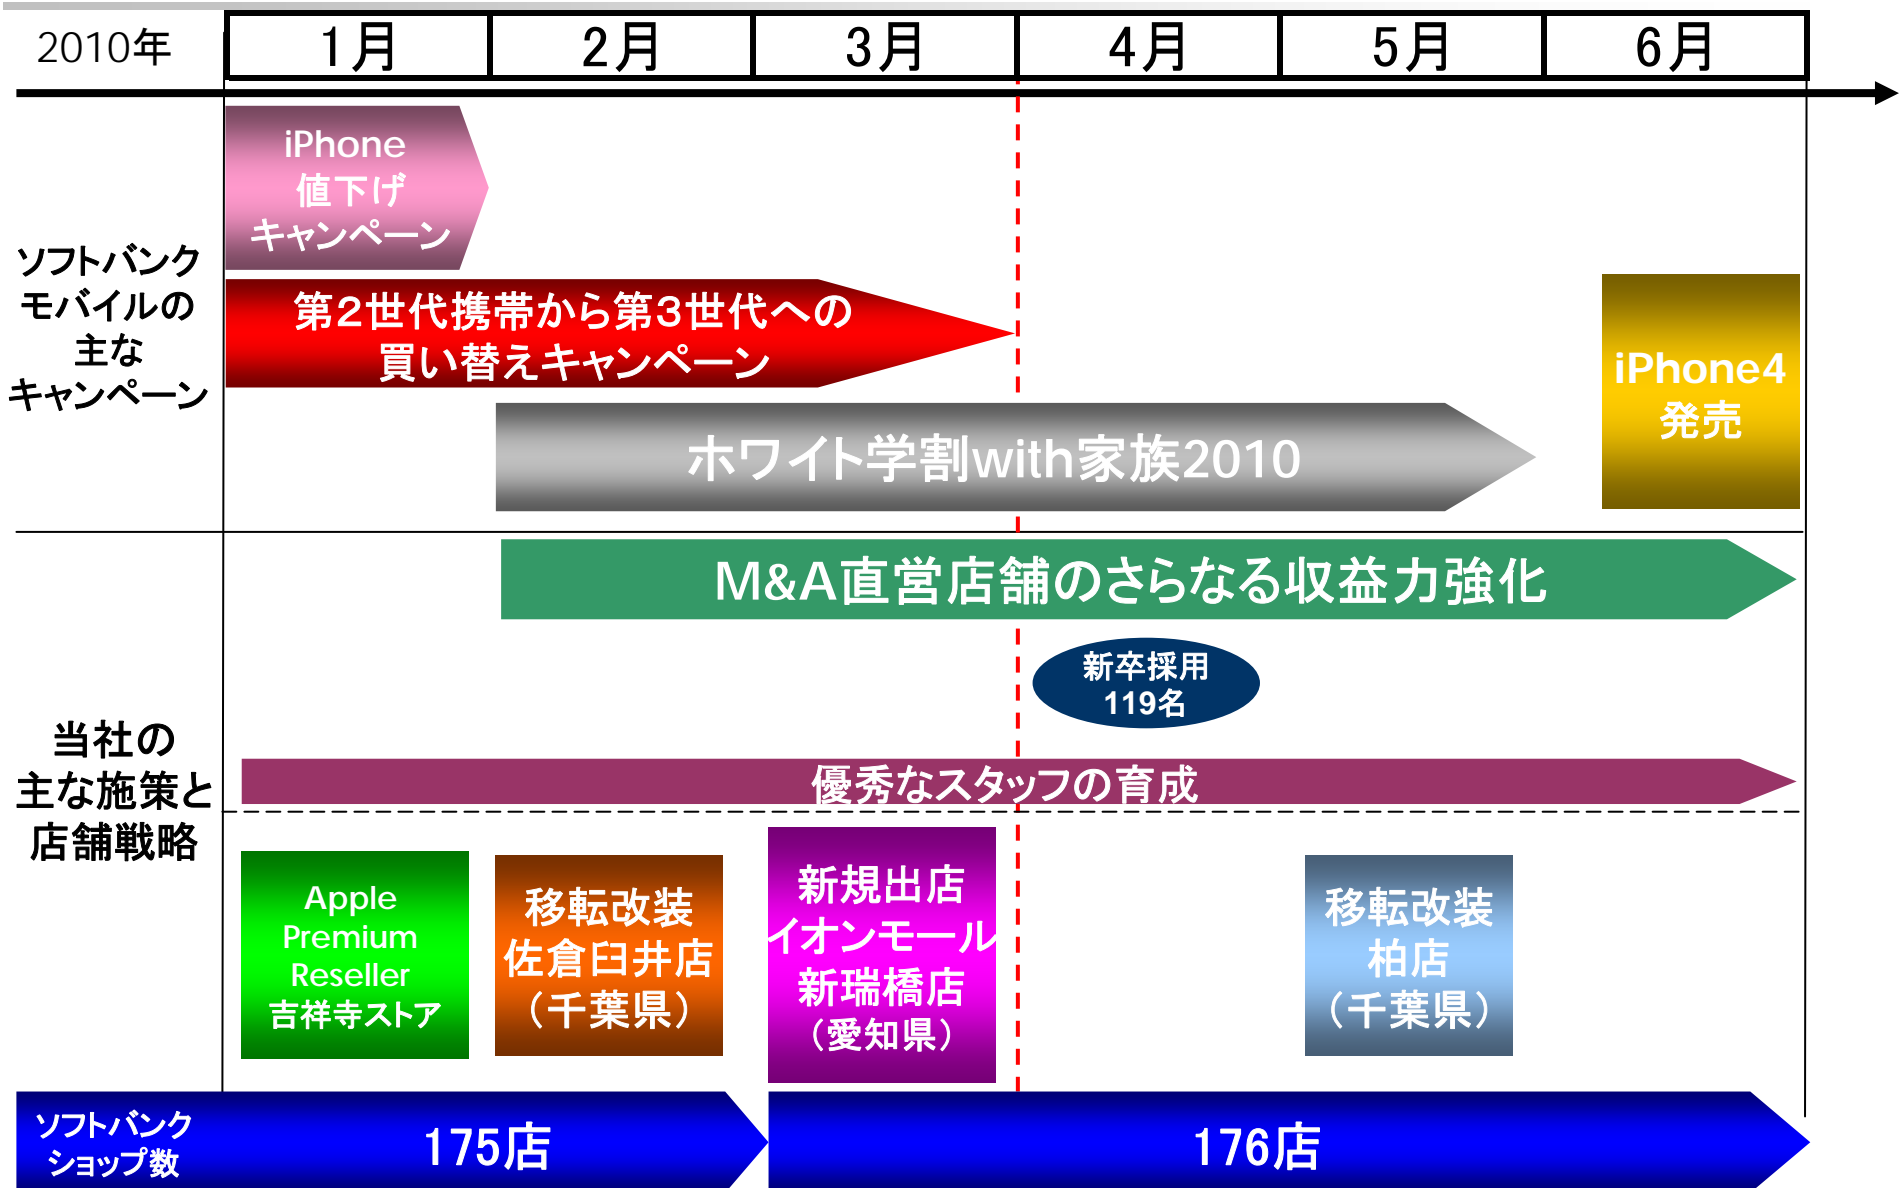 2010年
1月
2月
3月
4月
5月
6月
ソフトバンク
モバイルの
主な
キャンペーン
iPhone
値下げ
キャンペーン
第2世代携帯から第3世代への
買い替えキャンペーン
ホワイト学割with家族2010
iPhone4
発売
当社の
主な施策と
店舗戦略
M&A直営店舗のさらなる収益力強化
新卒採用
119名
優秀なスタッフの育成
Apple
Premium
Reseller
吉祥寺ストア
移転改装
佐倉臼井店
（千葉県）
新規出店
イオンモール
新瑞橋店
（愛知県）
移転改装
柏店
（千葉県）
ソフトバンク
ショップ数
175店
176店